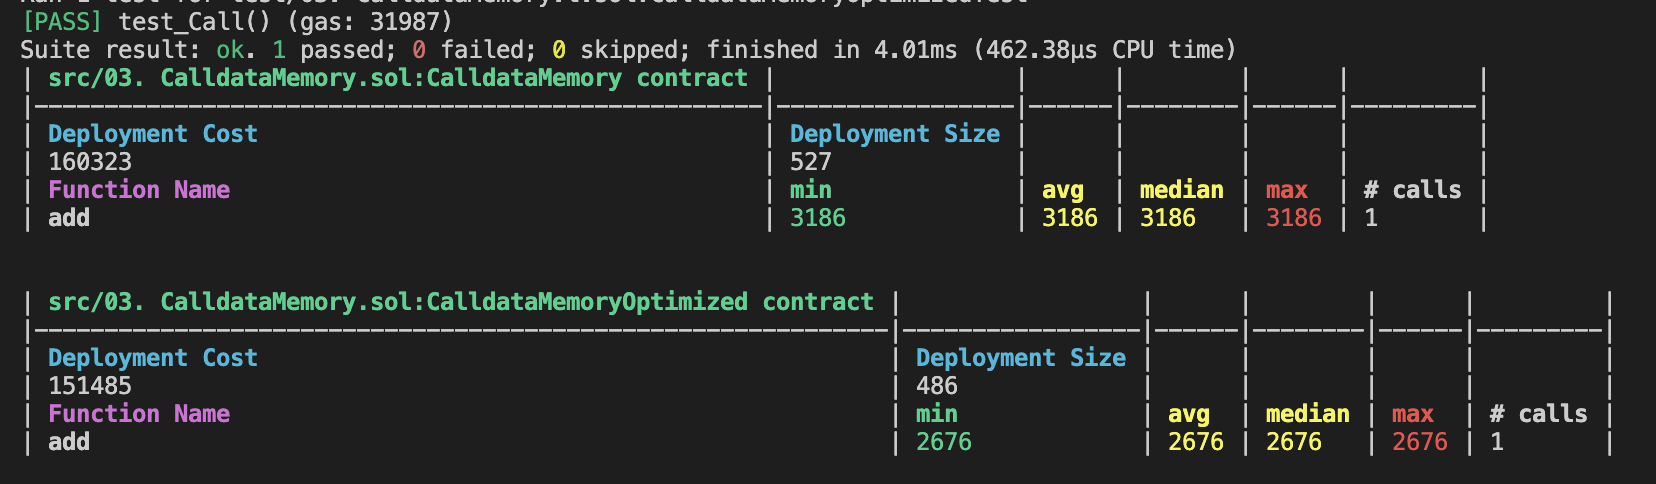 [PASS] test_Call() (gas: 31987)
Suite result: ok. 1 passed; 0 failed; 0 skipped; finished in 4.01ms (462.38µs CPU time)
| src/03. CalldataMemory.sol:CalldataMemory contract | | | | | |
|----------------------------------------------------|-----------------|------|--------|------|---------|
| Deployment Cost | Deployment Size | | | | |
| 160323 | 527 | | | | |
| Function Name | min | avg | median | max | # calls |
| add | 3186 | 3186 | 3186 | 3186 | 1 |
| src/03. CalldataMemory.sol:CalldataMemoryOptimized contract | | | | | |
|-------------------------------------------------------------|-----------------|------|--------|------|---------|
| Deployment Cost | Deployment Size | | | | |
| 151485 | 486 | | | | |
| Function Name | min | avg | median | max | # calls |
| add | 2676 | 2676 | 2676 | 2676 | 1 |